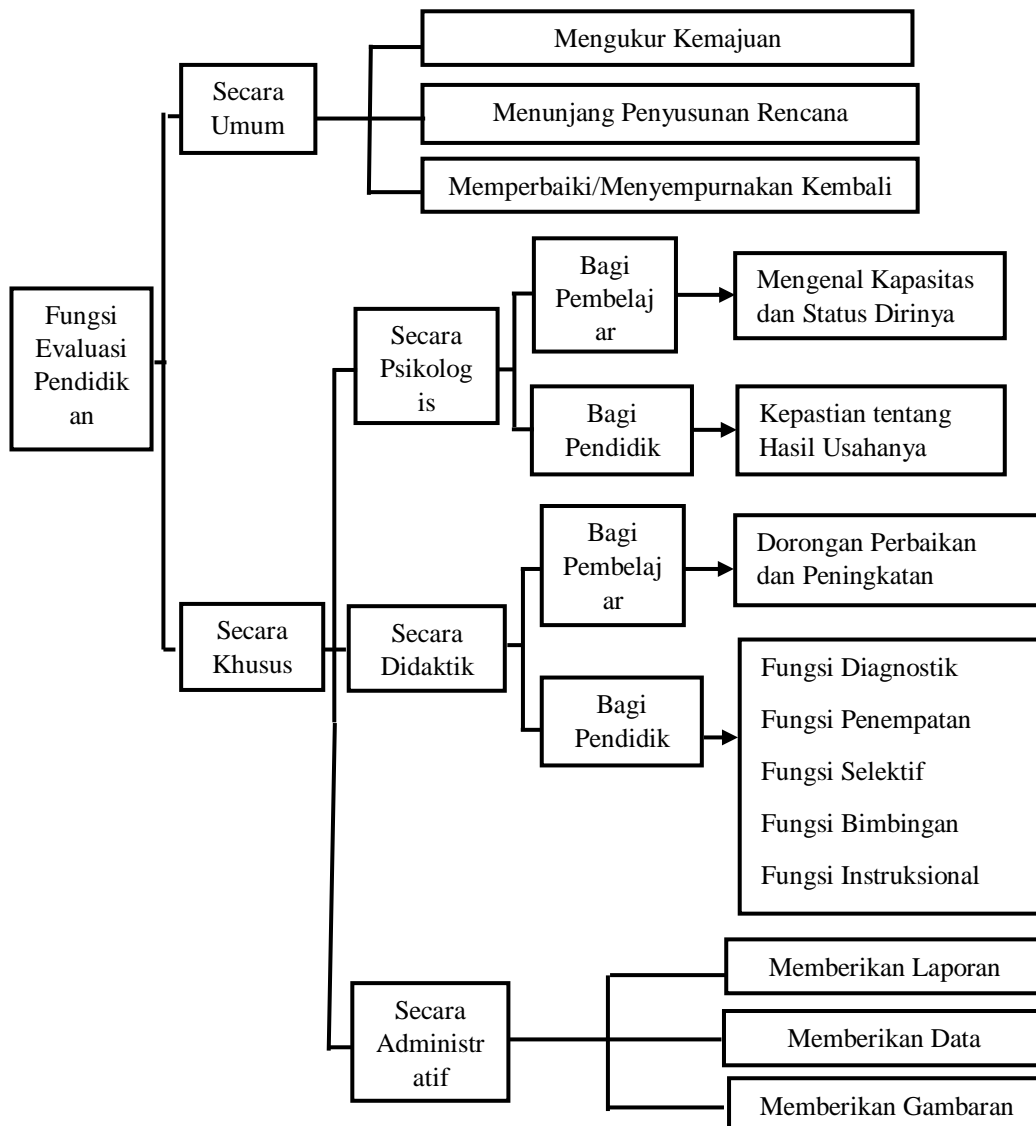 Mengukur Kemajuan
Secara
Umum
Menunjang Penyusunan Rencana
Memperbaiki/Menyempurnakan Kembali
Fungsi
Evaluasi
Pendidik
an
Secara
Psikolog
is
Bagi
Pembelaj
ar
Mengenal Kapasitas
dan Status Dirinya
Bagi
Pendidik
Kepastian tentang
Hasil Usahanya
Secara
Khusus
Secara
Didaktik
Bagi
Pembelaj
ar
Dorongan Perbaikan
dan Peningkatan
Bagi
Pendidik
Fungsi Diagnostik
Fungsi Penempatan
Fungsi Selektif
Fungsi Bimbingan
Fungsi Instruksional
Secara
Administr
atif
Memberikan Laporan
Memberikan Data
Memberikan Gambaran